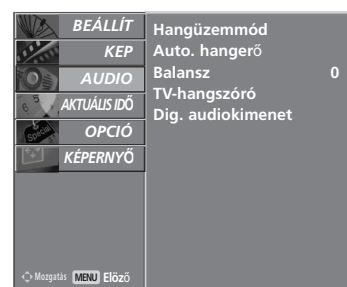 BEÁLLÍT
KEP
AUDIO
AKTUÁLIS IDŐ
OPCIÓ
KÉPERNYŐ
Hangüzemmód
Auto. hangerő
Balansz 0
TV-hangszóró
Dig. audiokimenet
Mozgatás MENU Előző